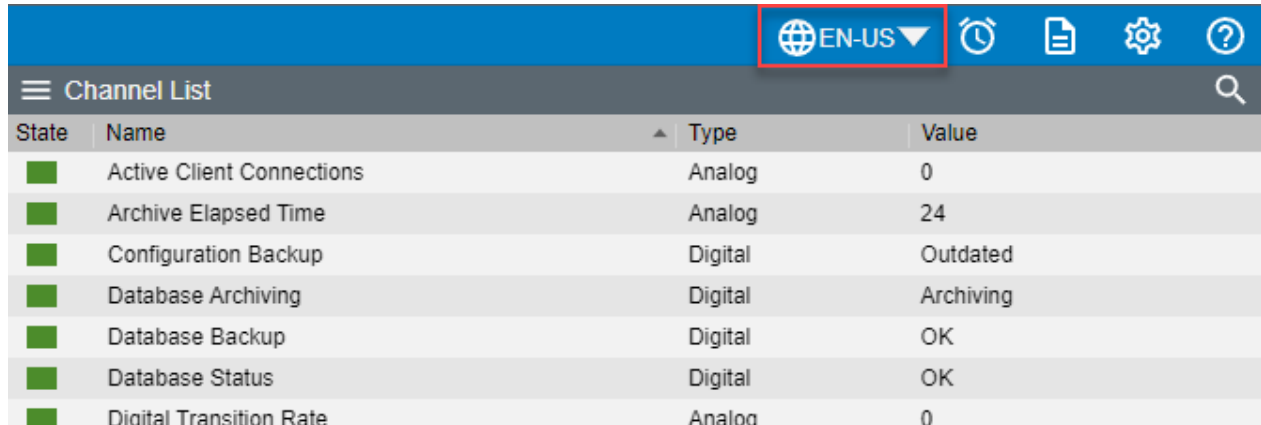 EN-US
Channel List
State Name Type Value
Active Client Connections Analog 0
Archive Elapsed Time Analog 24
Configuration Backup Digital Outdated
Database Archiving Digital Archiving
Database Backup Digital OK
Database Status Digital OK
Digital Transition Rate Analog 0